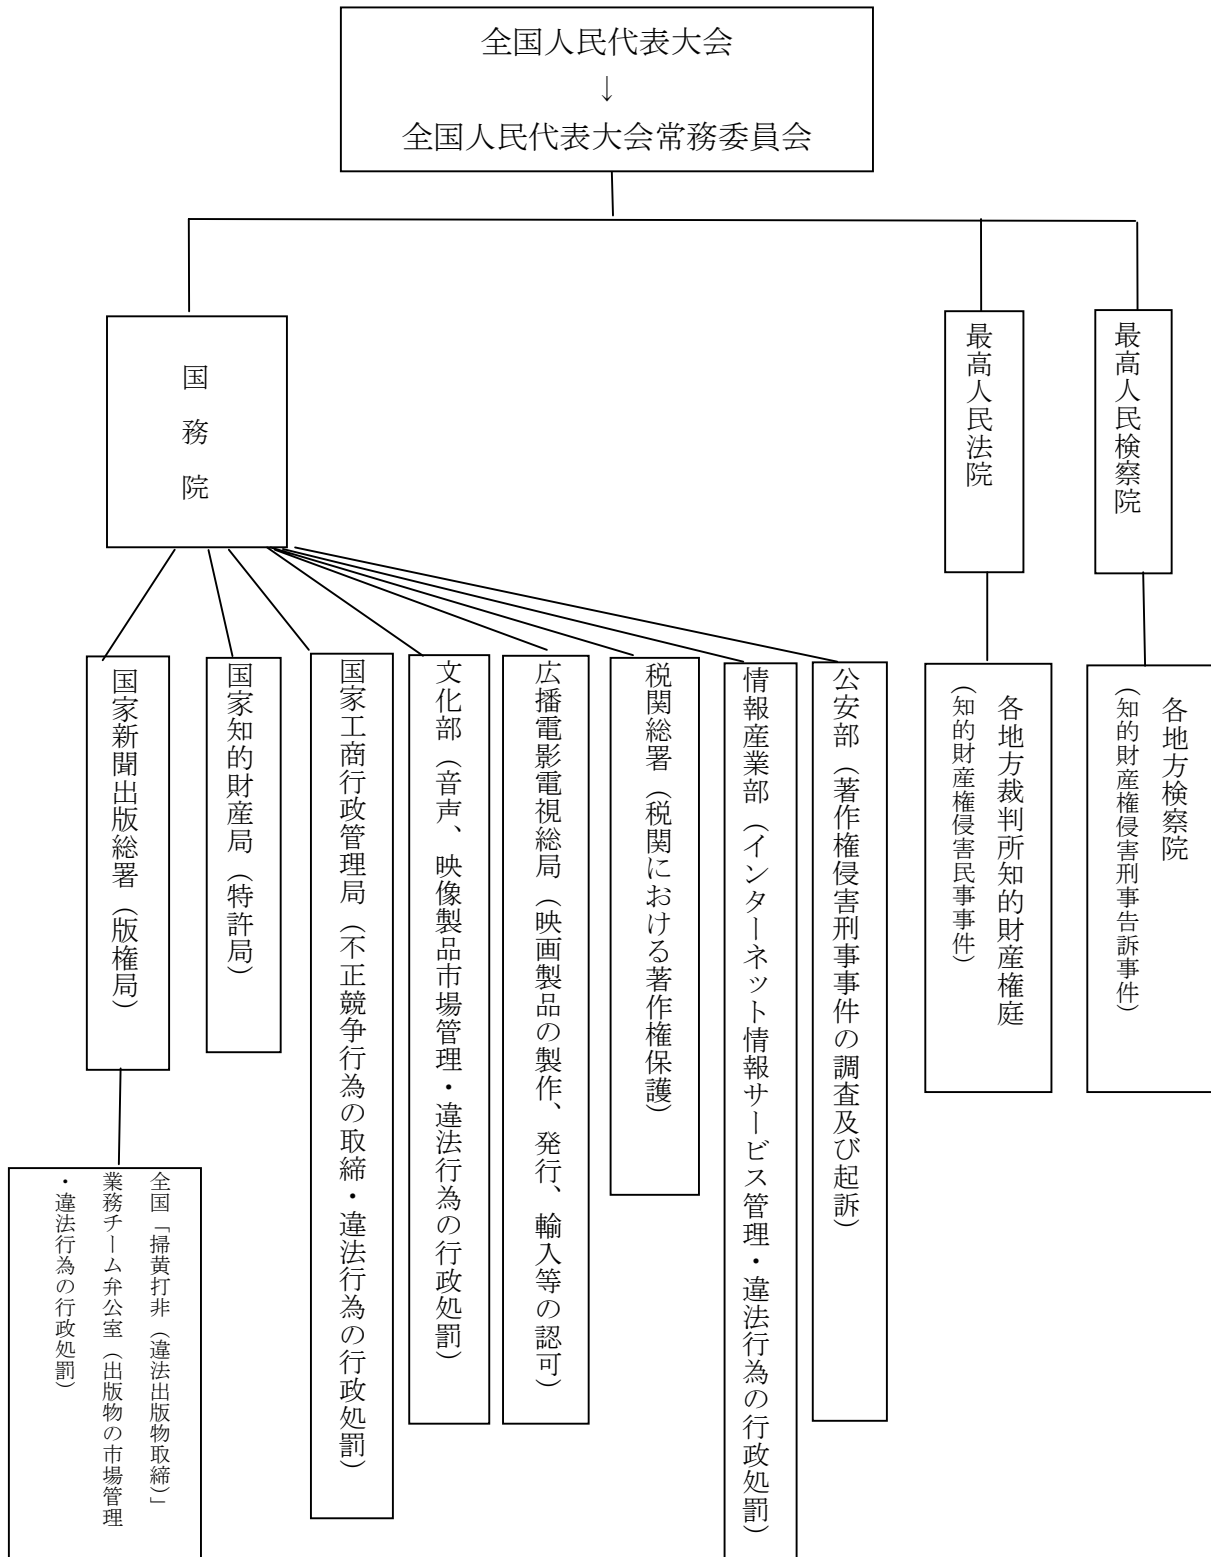 全国人民代表大会
↓
全国人民代表大会常務委員会
国務院
最高人民法院
最高人民検察院
国家新聞出版総署（版権局）
国家知的財産局（特許局）
国家工商行政管理局（不正競争行為の取締・違法行為の行政処罰）
文化部（音声、映像製品市場管理・違法行為の行政処罰）
広播電影電視総局（映画製品の製作、発行、輸入等の認可）
税関総署（税関における著作権保護）
情報産業部（インターネット情報サービス管理・違法行為の行政処罰）
公安部（著作権侵害刑事事件の調査及び起訴）
各地方裁判所知的財産権庭
（知的財産権侵害民事事件）
各地方検察院
（知的財産権侵害刑事告訴事件）
全国「掃黄打非（違法出版物取締）」
業務チーム弁公室（出版物の市場管理
・違法行為の行政処罰）